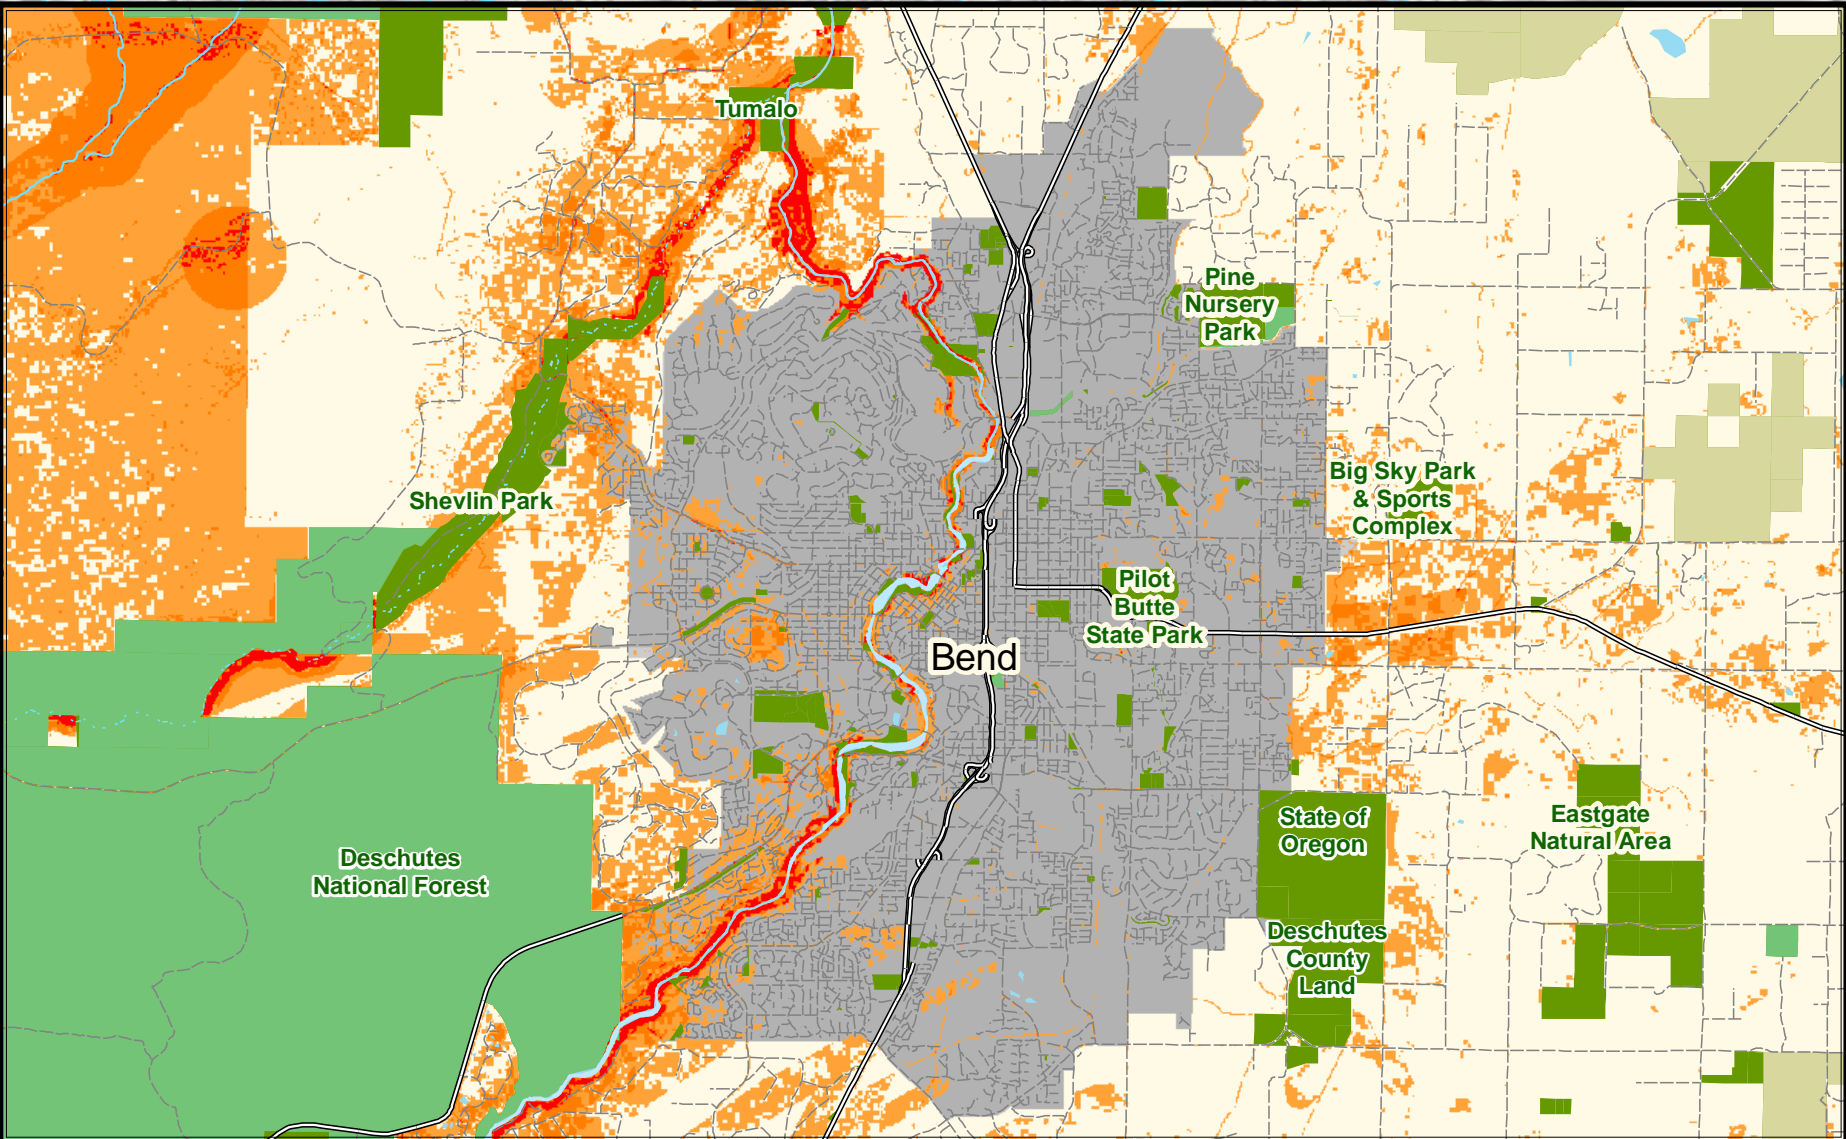 Tumalo
Pine
Nursery
Park
Shevlin Park
Big Sky Park
& Sports
Complex
Pilot
Butte
State Park
Bend
State of
Oregon
Eastgate
Natural Area
Deschutes
National Forest
Deschutes
County
Land